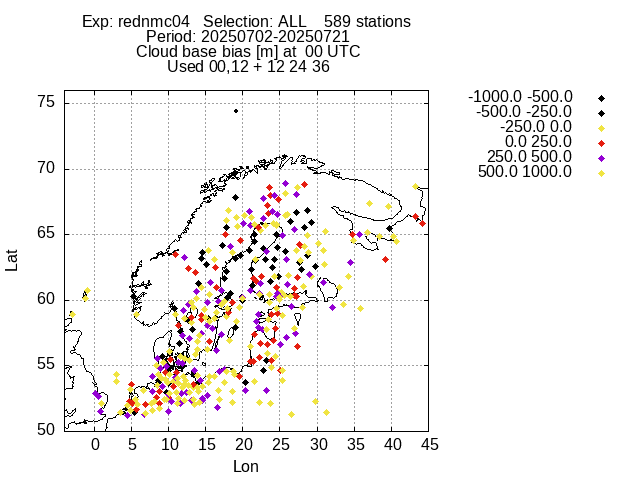 Exp: rednmc04 Selection: ALL 589 stations
Period: 20250702-20250721
Cloud base bias [m] at 00 UTC
Used 00,12 + 12 24 36
-1000.0 -500.0
-500.0 -250.0
-250.0 0.0
0.0 250.0
250.0 500.0
500.0 1000.0
75
70
65
60
55
50
Lat
0 5 10 15 20 25 30 35 40 45
Lon